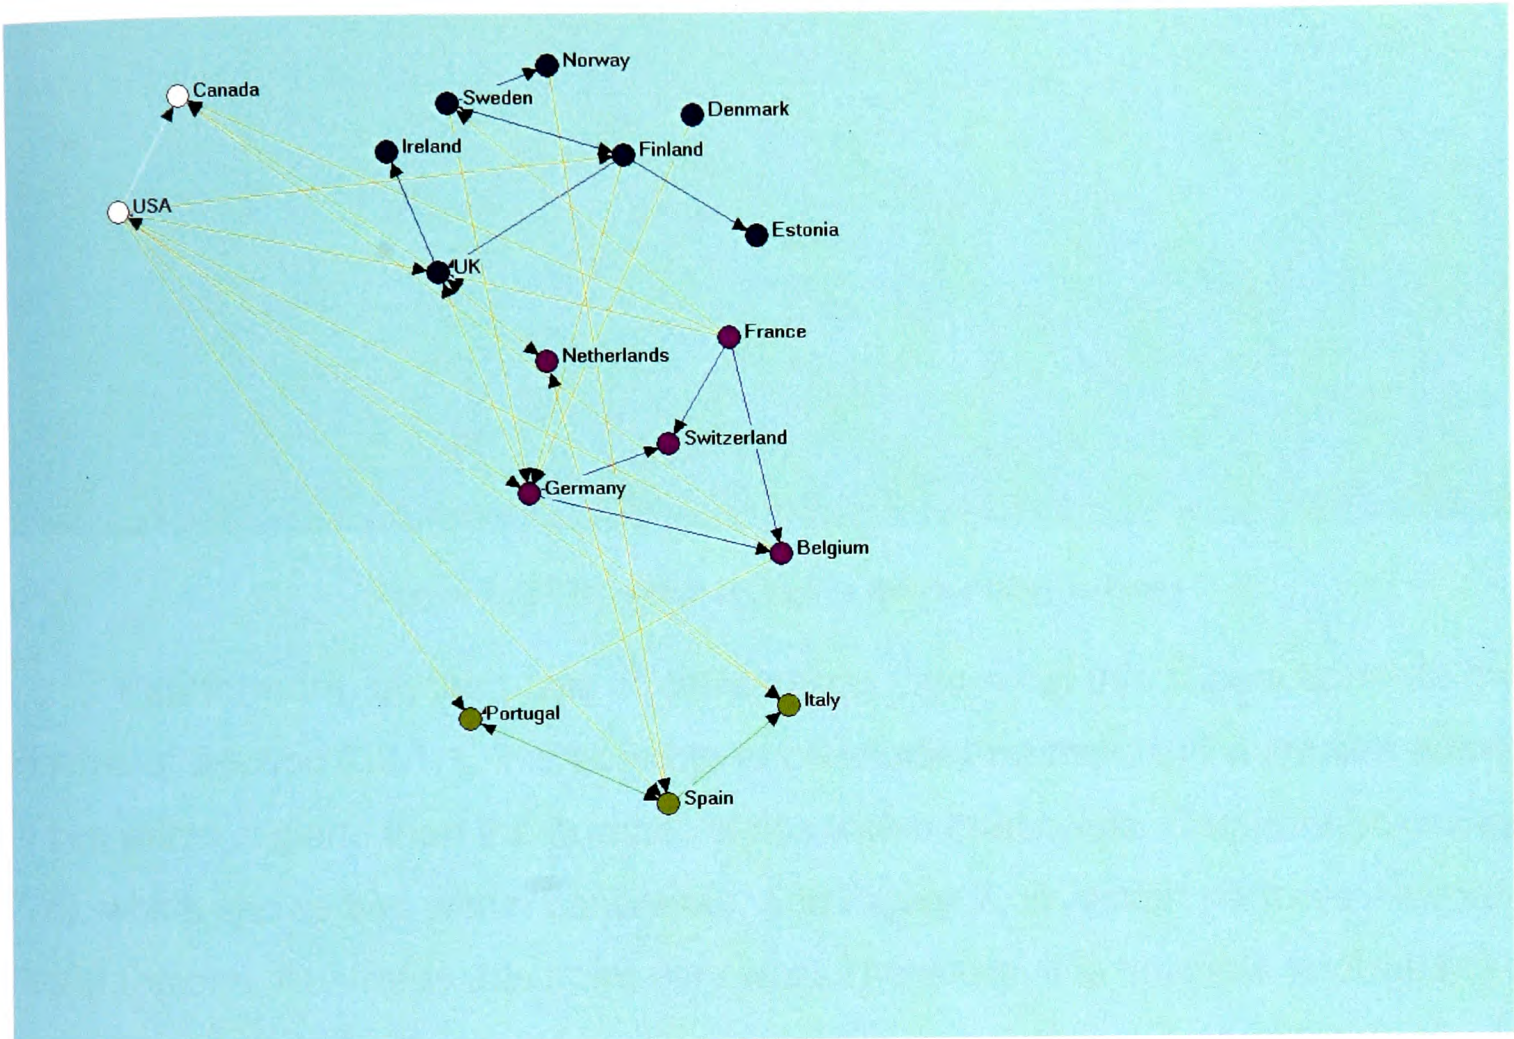 Norway
Canada
Sweden
Denmark
Ireland
Finland
USA
Estonia
UK
France
Netherlands
Switzerland
Germany
Belgium
Italy
Portugal
Spain